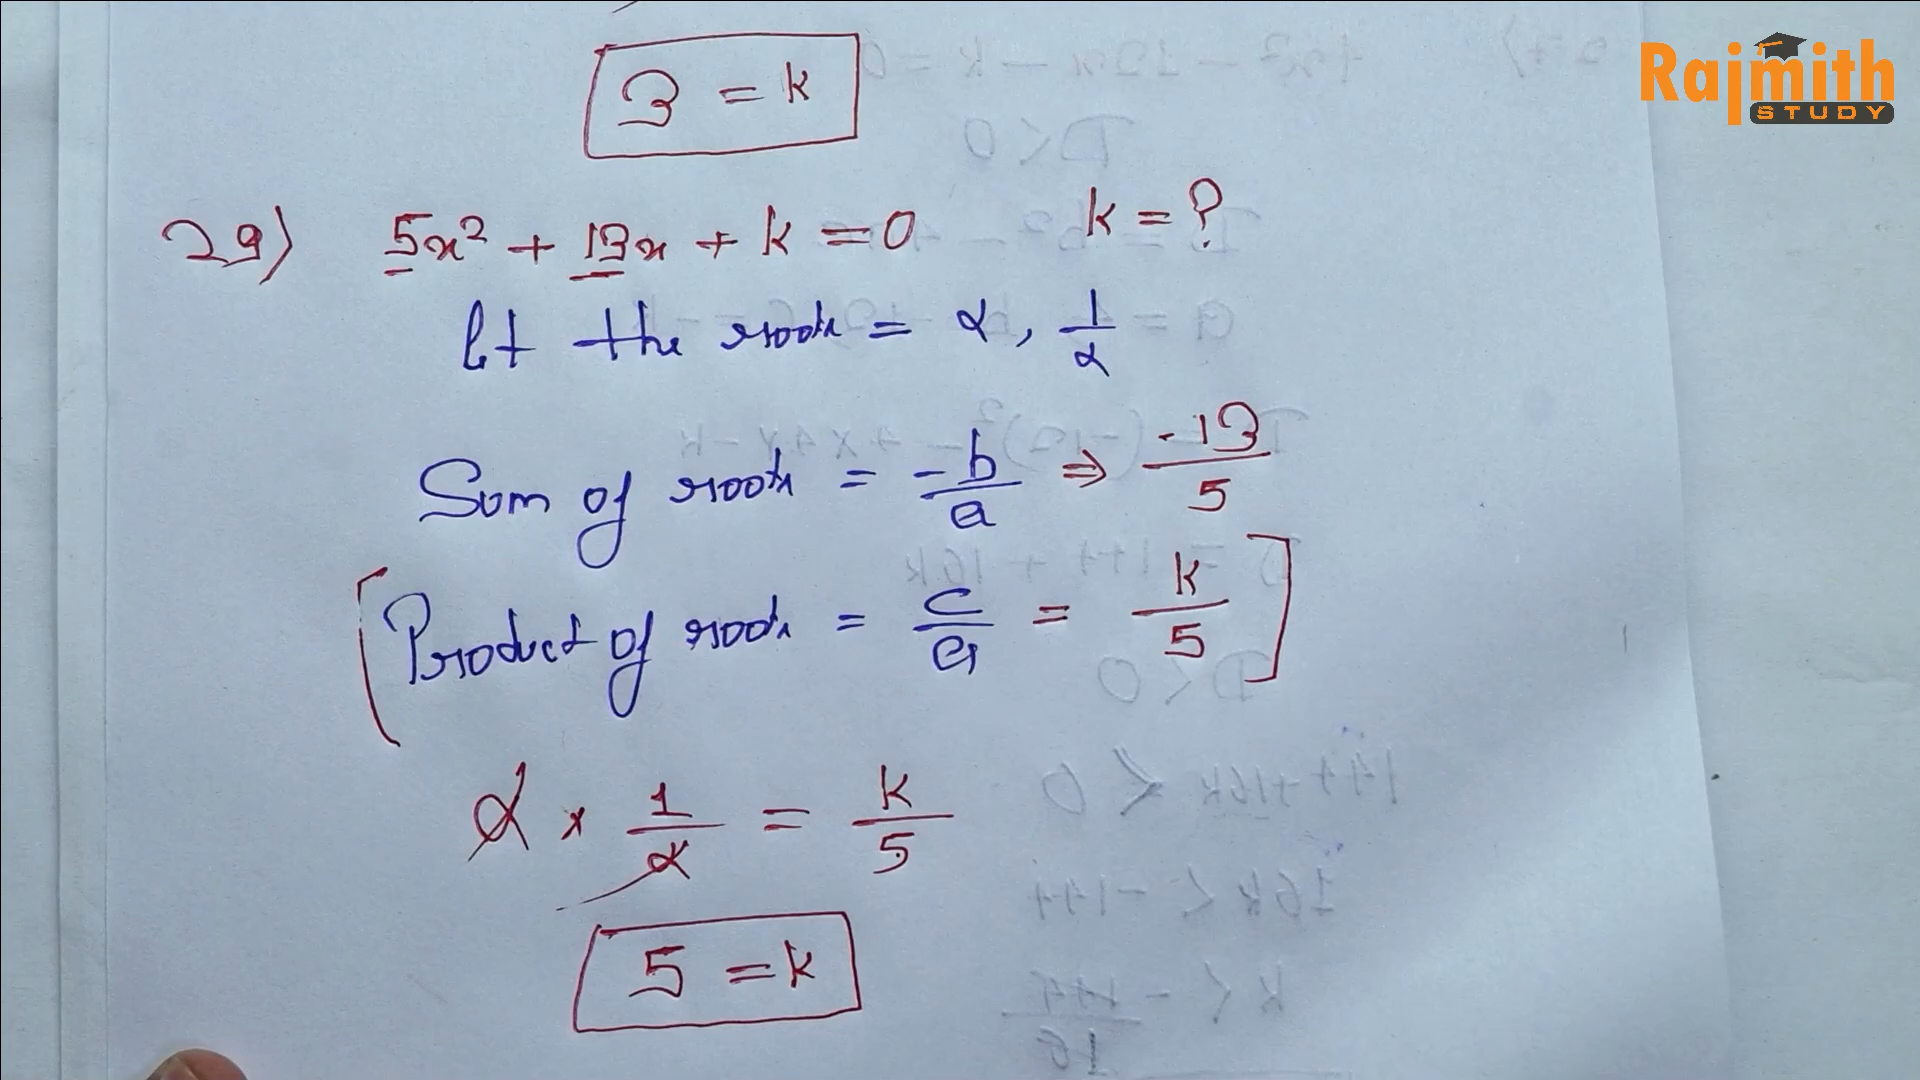 Rajmith
STUDY
3 = k
29) 5x² + 13x + k = 0 k = ?
let the roots = α, 1/α
Sum of roots = -b/a ⇒ -13/5
[Product of roots = c/a = k/5]
α × 1/α = k/5
5 = k